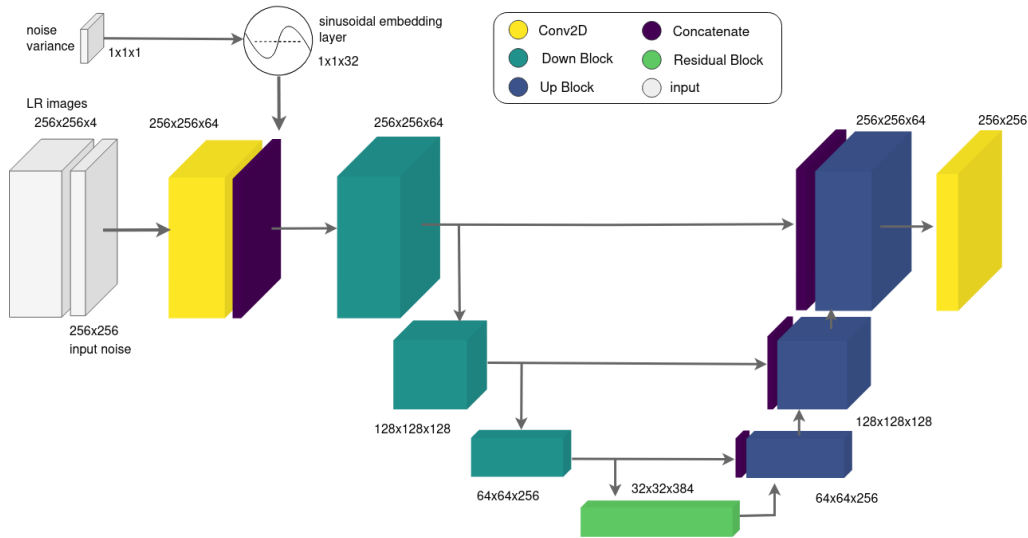 noise
variance
1x1x1
sinusoidal embedding
layer
1x1x32
Conv2D
Concatenate
Down Block
Residual Block
Up Block
input
LR images
256x256x4
256x256x64
256x256x64
256x256x64
256x256
256x256
input noise
128x128x128
128x128x128
64x64x256
32x32x384
64x64x256